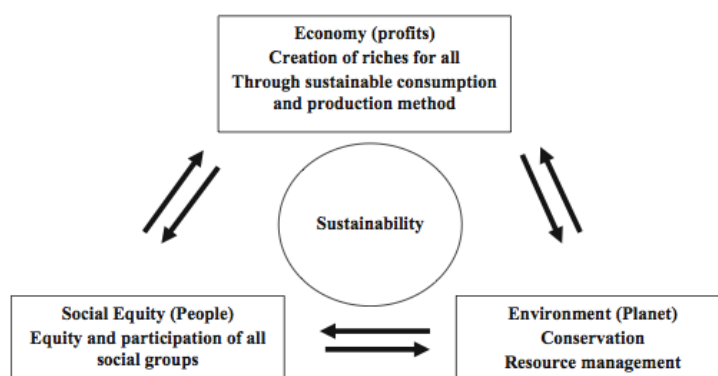 Economy (profits)
Creation of riches for all
Through sustainable consumption
and production method
Sustainability
Social Equity (People)
Equity and participation of all
social groups
Environment (Planet)
Conservation
Resource management